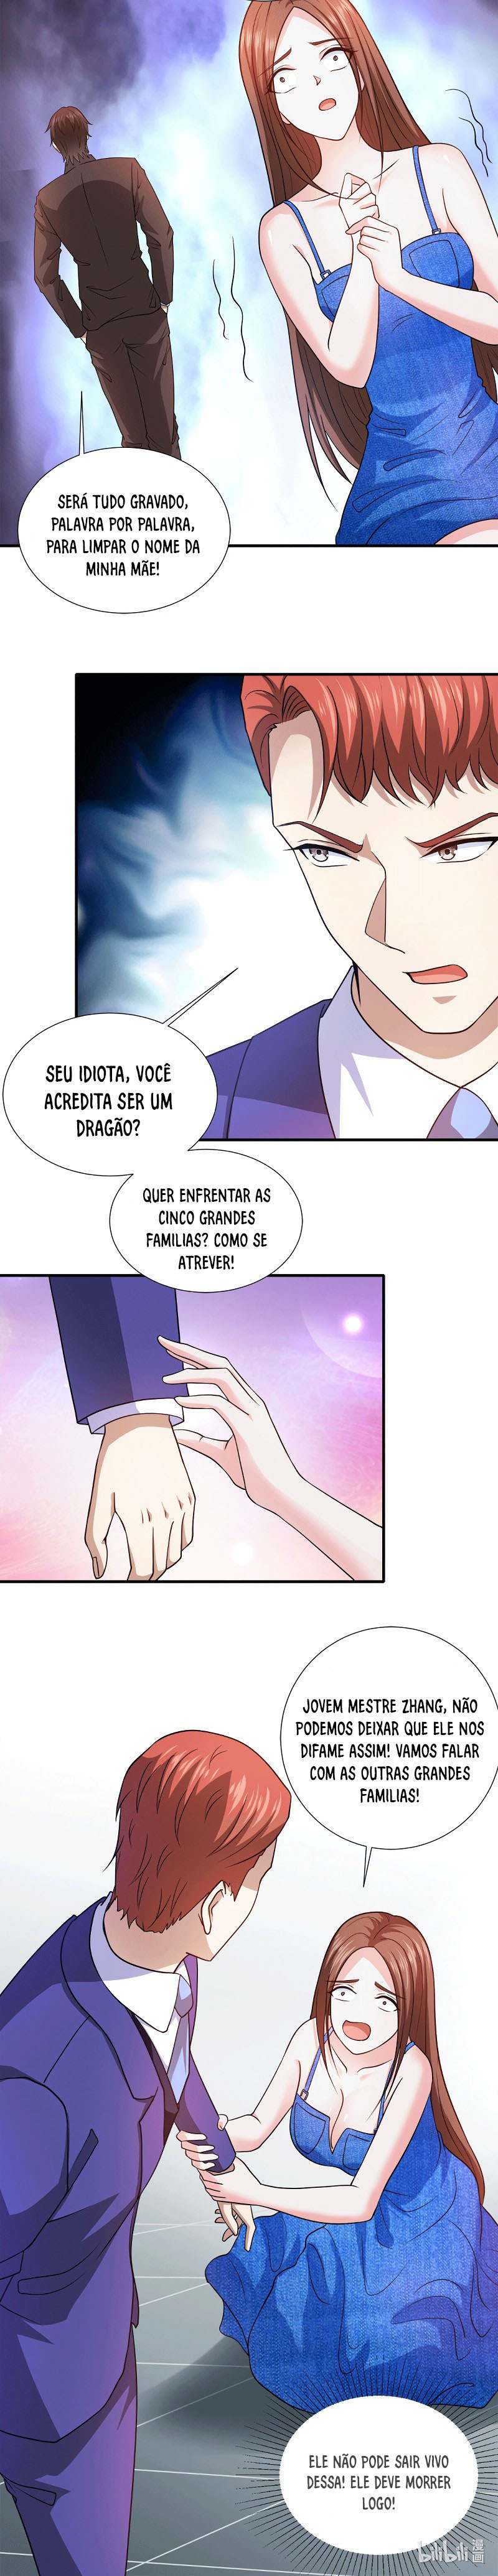 SERÁ TUDO GRAVADO,
PALAVRA POR PALAVRA,
PARA LIMPAR O NOME DA
MINHA MÃE!
SEU IDIOTA, VOCÊ
ACREDITA SER UM
DRAGÃO?
QUER ENFRENTAR AS
CINCO GRANDES
FAMILIAS? COMO SE
ATREVER!
JOVEM MESTRE ZHANG, NÃO
PODEMOS DEIXAR QUE ELE NOS
DIFAME ASSIM! VAMOS FALAR
COM AS OUTRAS GRANDES
FAMILIAS!
ELE NÃO PODE SAIR VIVO
DESSA! ELE DEVE MORRER
LOGO!
bilibili 漫画